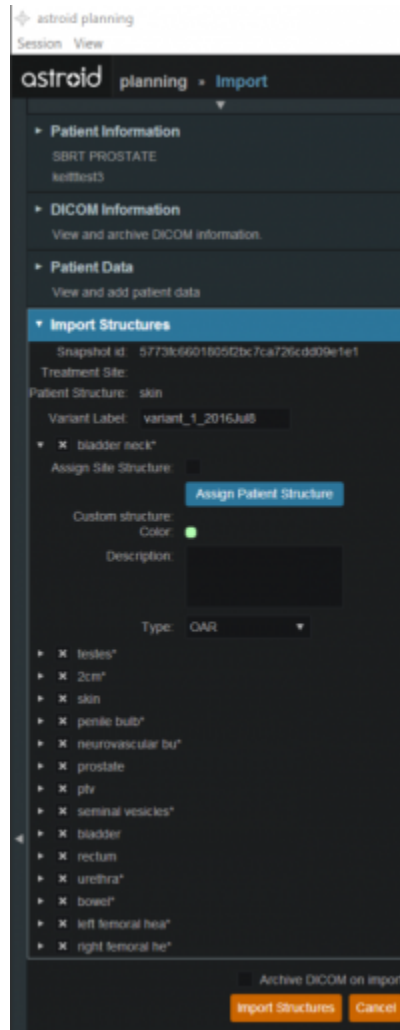 astroid planning
Session View
astroid planning » Import
Patient Information
SBRT PROSTATE
keitttest3
DICOM Information
View and archive DICOM information.
Patient Data
View and add patient data
Import Structures
Snapshot id: 5773fc6601805f2bc7ca726cdd09e1e1
Treatment Site:
Patient Structure: skin
Variant Label: variant_1_2016Jul8
bladder neck*
Assign Site Structure:
Assign Patient Structure
Custom structure:
Color:
Description:
Type: OAR
testes*
2cm*
skin
penile bulb*
neurovascular bu*
prostate
ptv
seminal vesicles*
bladder
rectum
urethra*
bowel*
left femoral hea*
right femoral he*
Archive DICOM on import
Import Structures Cancel